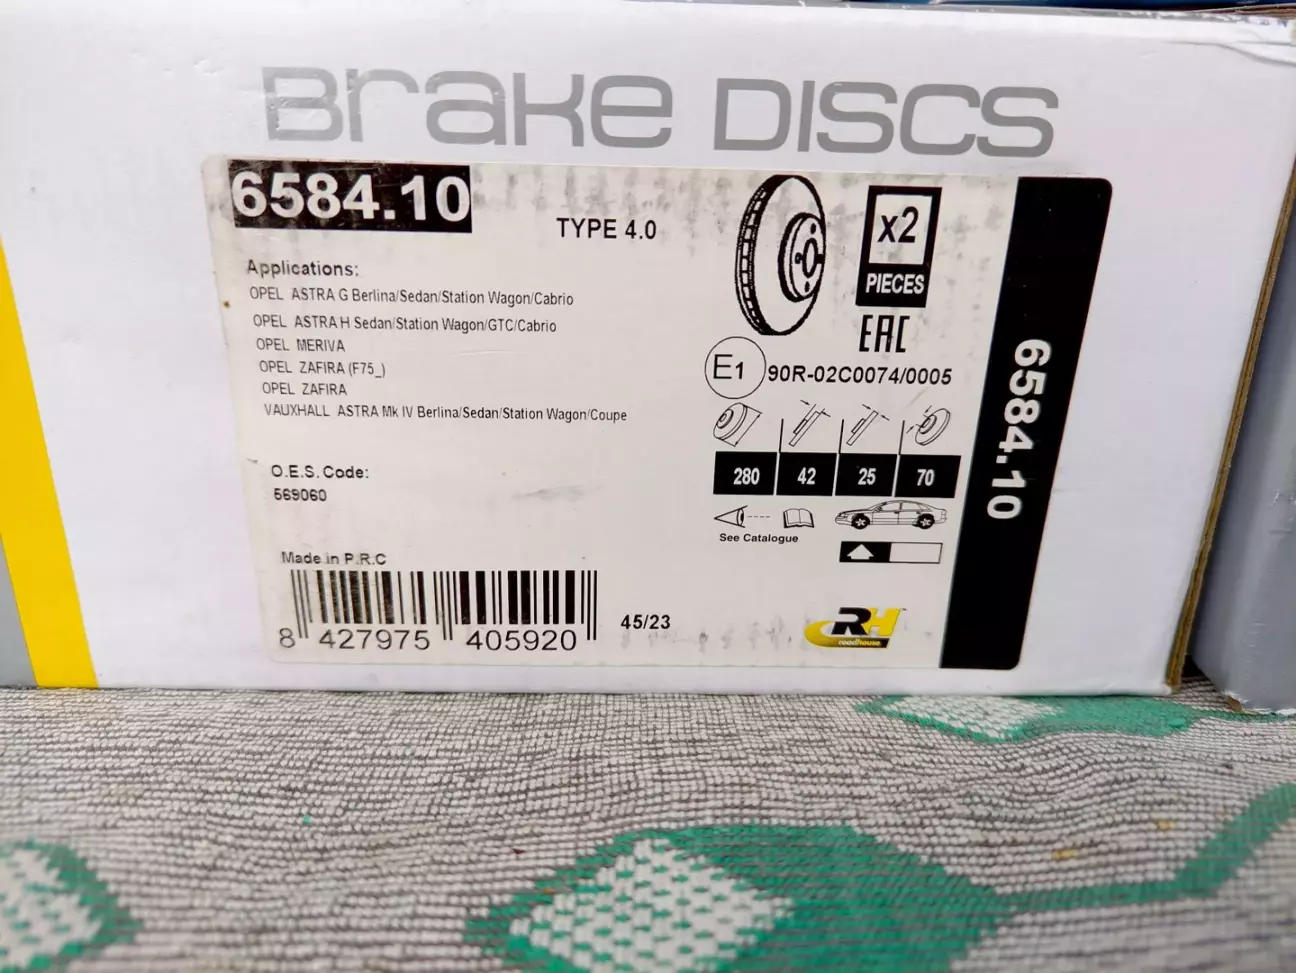 Brake DISCS
6584.10
TYPE 4.0
x2
PIECES
Applications:
OPEL ASTRA G Berlina/Sedan/Station Wagon/Cabrio
OPEL ASTRA H Sedan/Station Wagon/GTC/Cabrio
OPEL MERIVA
OPEL ZAFIRA (F75_)
OPEL ZAFIRA
VAUXHALL ASTRA Mk IV Berlina/Sedan/Station Wagon/Coupe
EAC
E1 90R-02C0074/0005
280 42 25 70
See Catalogue
O.E.S. Code:
569060
Made in P.R.C
8 427975 405920
45/23
RH
roadhouse
6584.10